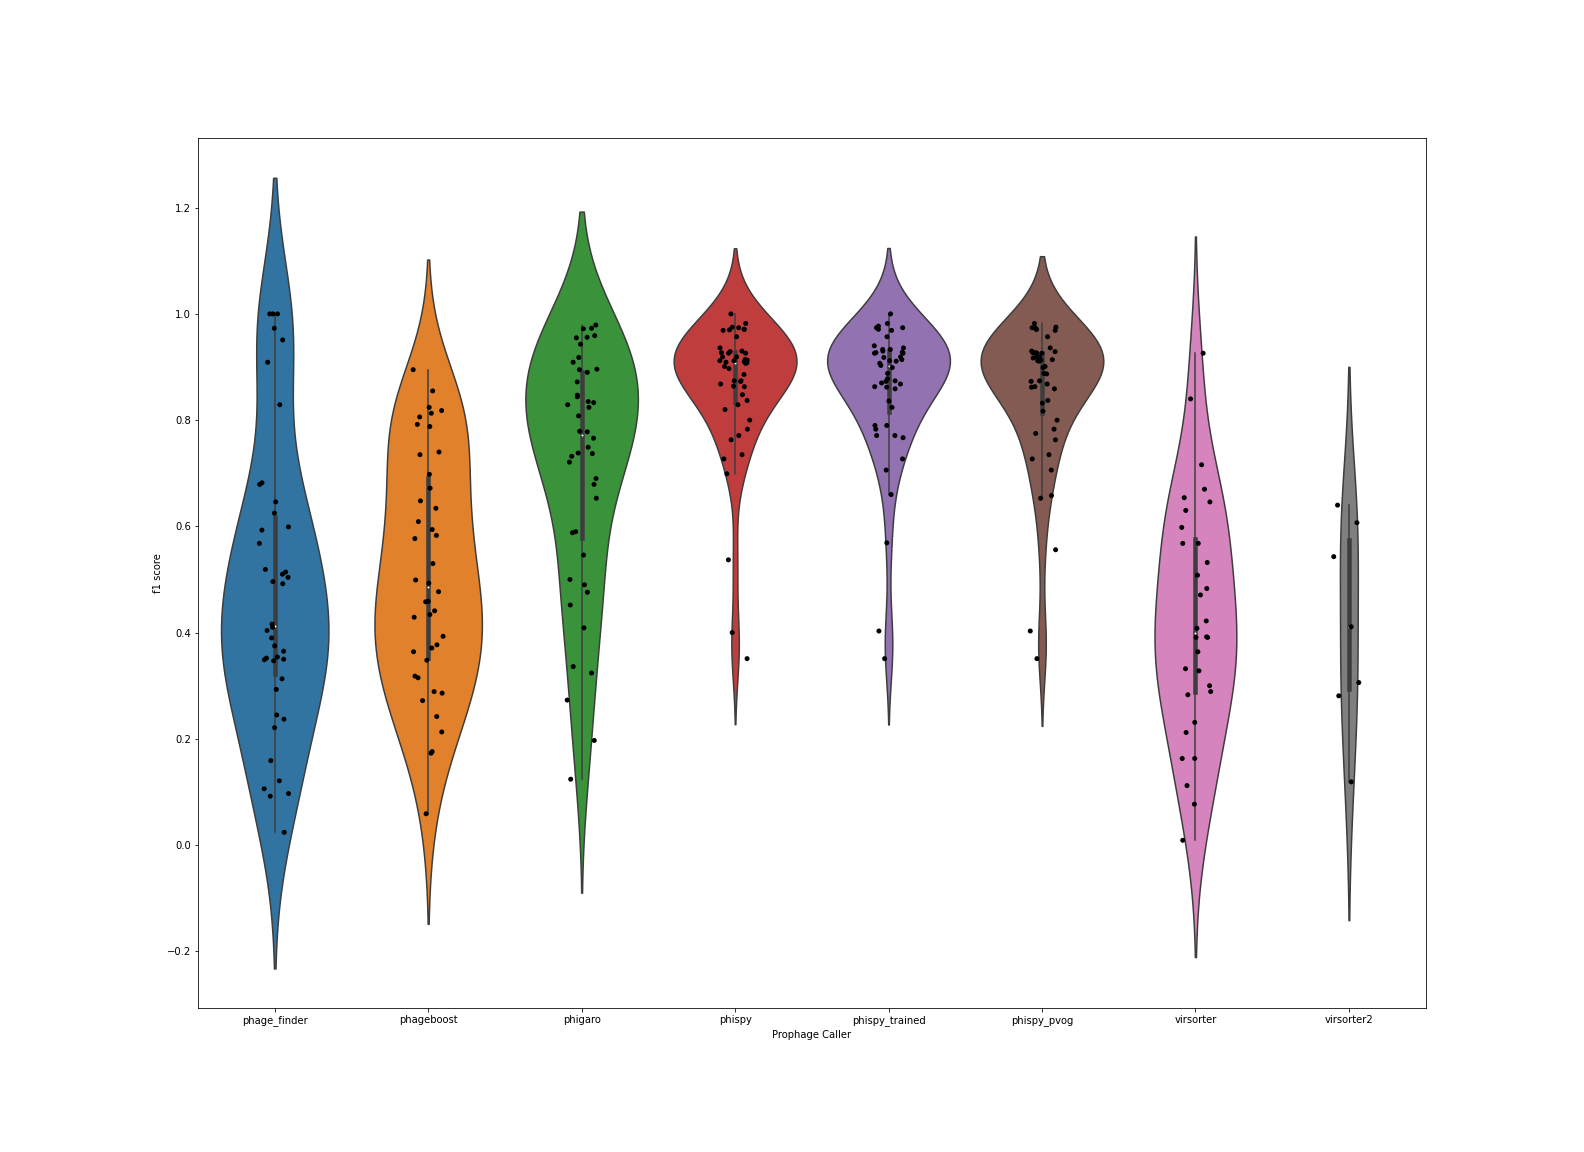 1.2
1.0
0.8
0.6
0.4
0.2
0.0
−0.2
f1 score
phage_finder
phageboost
phigaro
phispy
phispy_trained
phispy_pvog
virsorter
virsorter2
Prophage Caller